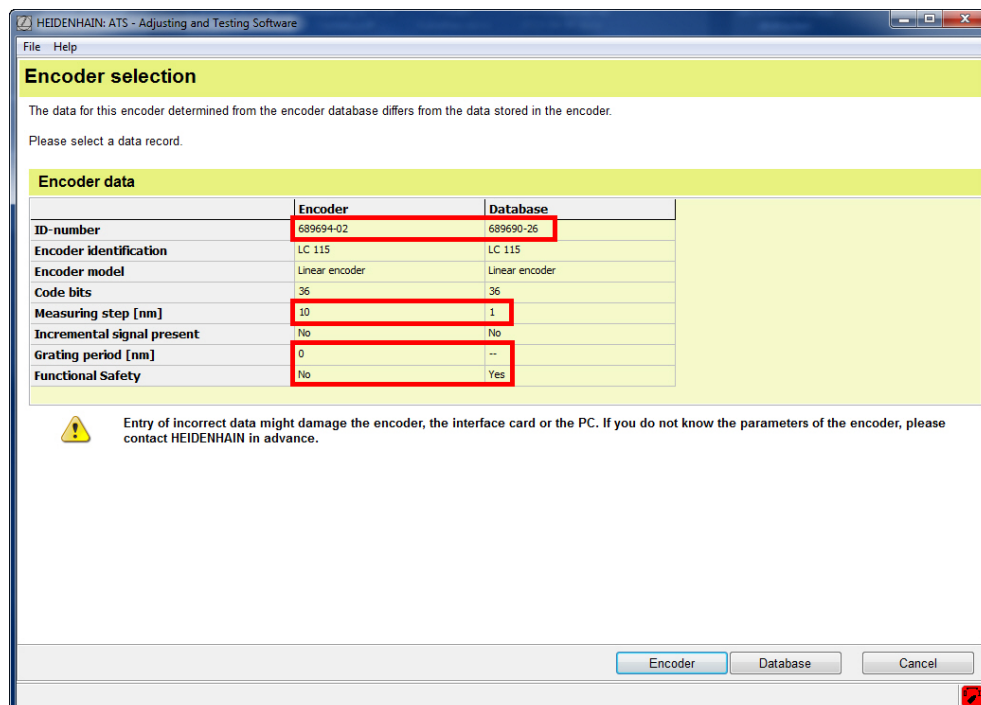 HEIDENHAIN: ATS - Adjusting and Testing Software
File Help
Encoder selection
The data for this encoder determined from the encoder database differs from the data stored in the encoder.
Please select a data record.
Encoder data
Encoder Database
ID-number 689694-02 689690-26
Encoder identification LC 115 LC 115
Encoder model Linear encoder Linear encoder
Code bits 36 36
Measuring step [nm] 10 1
Incremental signal present No No
Grating period [nm] 0 --
Functional Safety No Yes
Entry of incorrect data might damage the encoder, the interface card or the PC. If you do not know the parameters of the encoder, please
contact HEIDENHAIN in advance.
Encoder Database Cancel